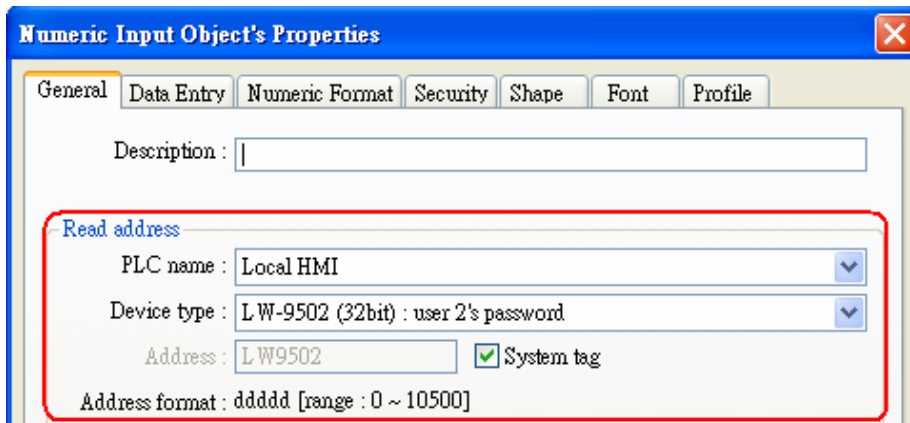 Numeric Input Object's Properties
General Data Entry Numeric Format Security Shape Font Profile
Description :
Read address
PLC name : Local HMI
Device type : LW-9502 (32bit) : user 2's password
Address : LW9502 System tag
Address format : ddddd [range : 0 ~ 10500]